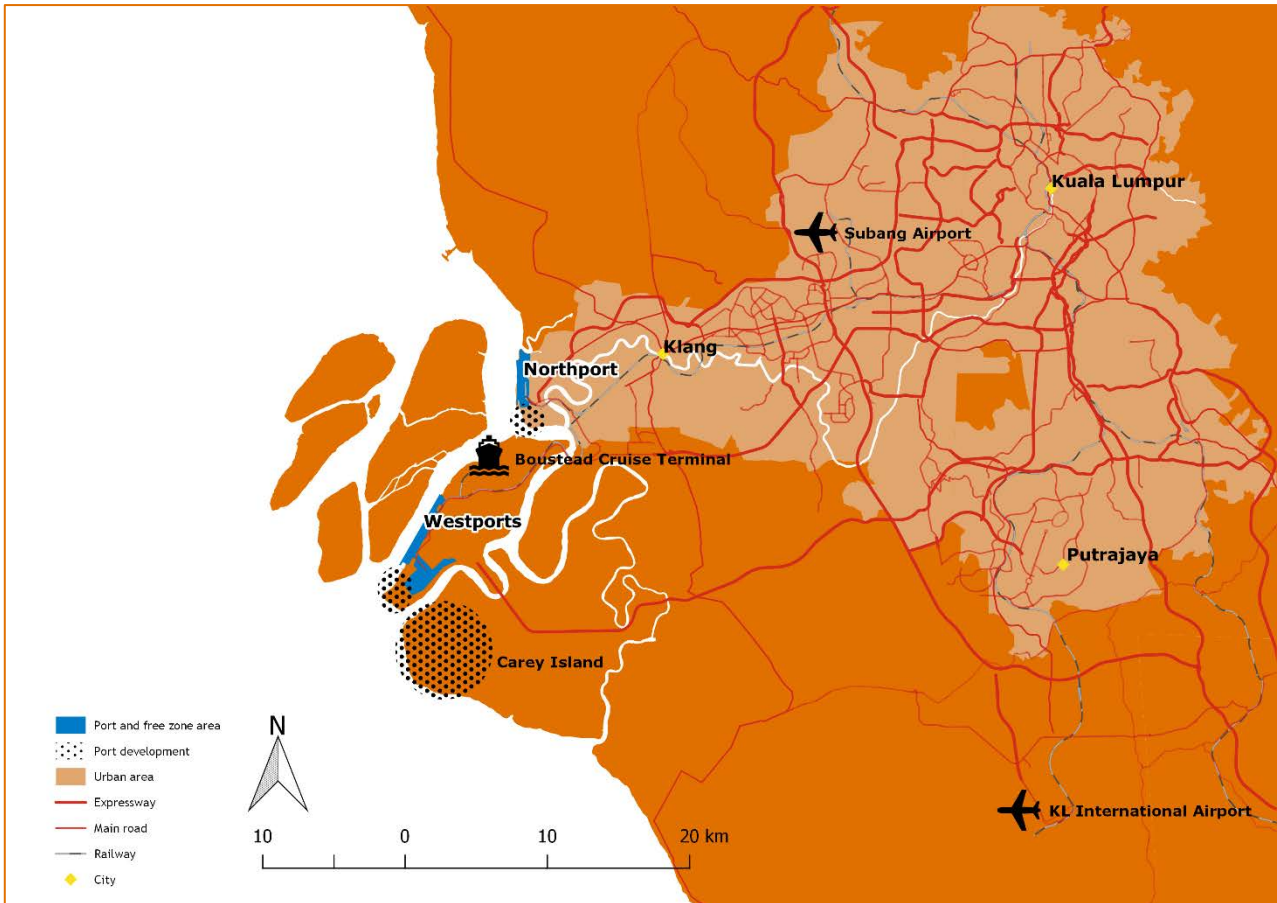 Kuala Lumpur
Subang Airport
Klang
Northport
Boustead Cruise Terminal
Westports
Putrajaya
Carey Island
Port and free zone area
Port development
Urban area
Expressway
Main road
Railway
City
N
10 0 10 20 km
KL International Airport